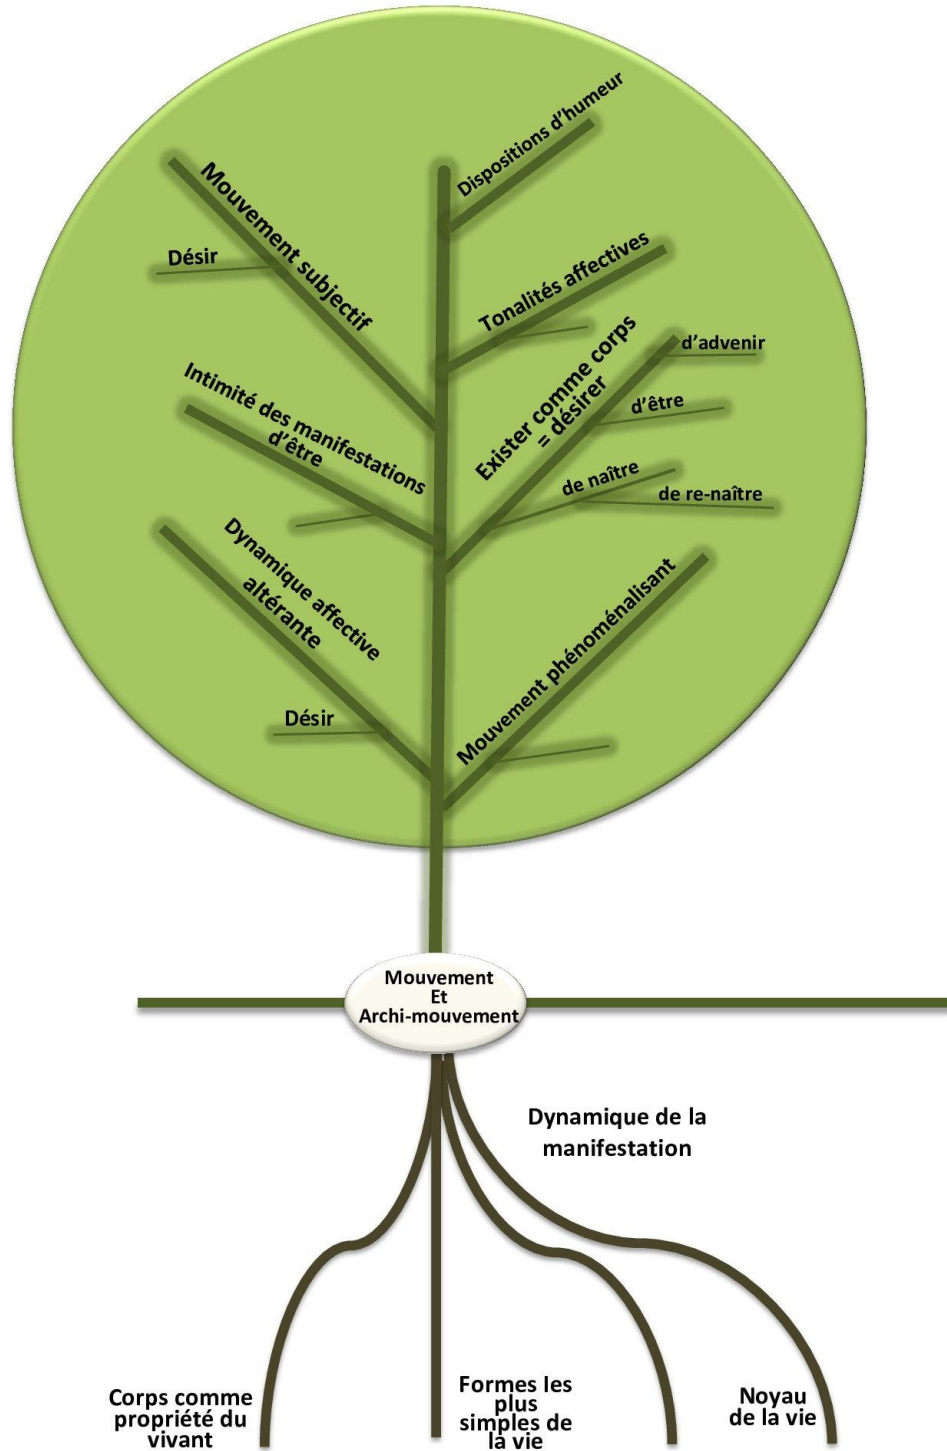 Dispositions d'humeur
Mouvement subjectif
Désir
Tonalités affectives
Exister comme corps
= désirer
d'advenir
d'être
de naître
de re-naître
Intimité des manifestations
d'être
Dynamique affective
altérante
Désir
Mouvement phénoménalisant
Mouvement
Et
Archi-mouvement
Dynamique de la
manifestation
Corps comme
propriété du
vivant
Formes les
plus
simples de
la vie
Noyau
de la vie